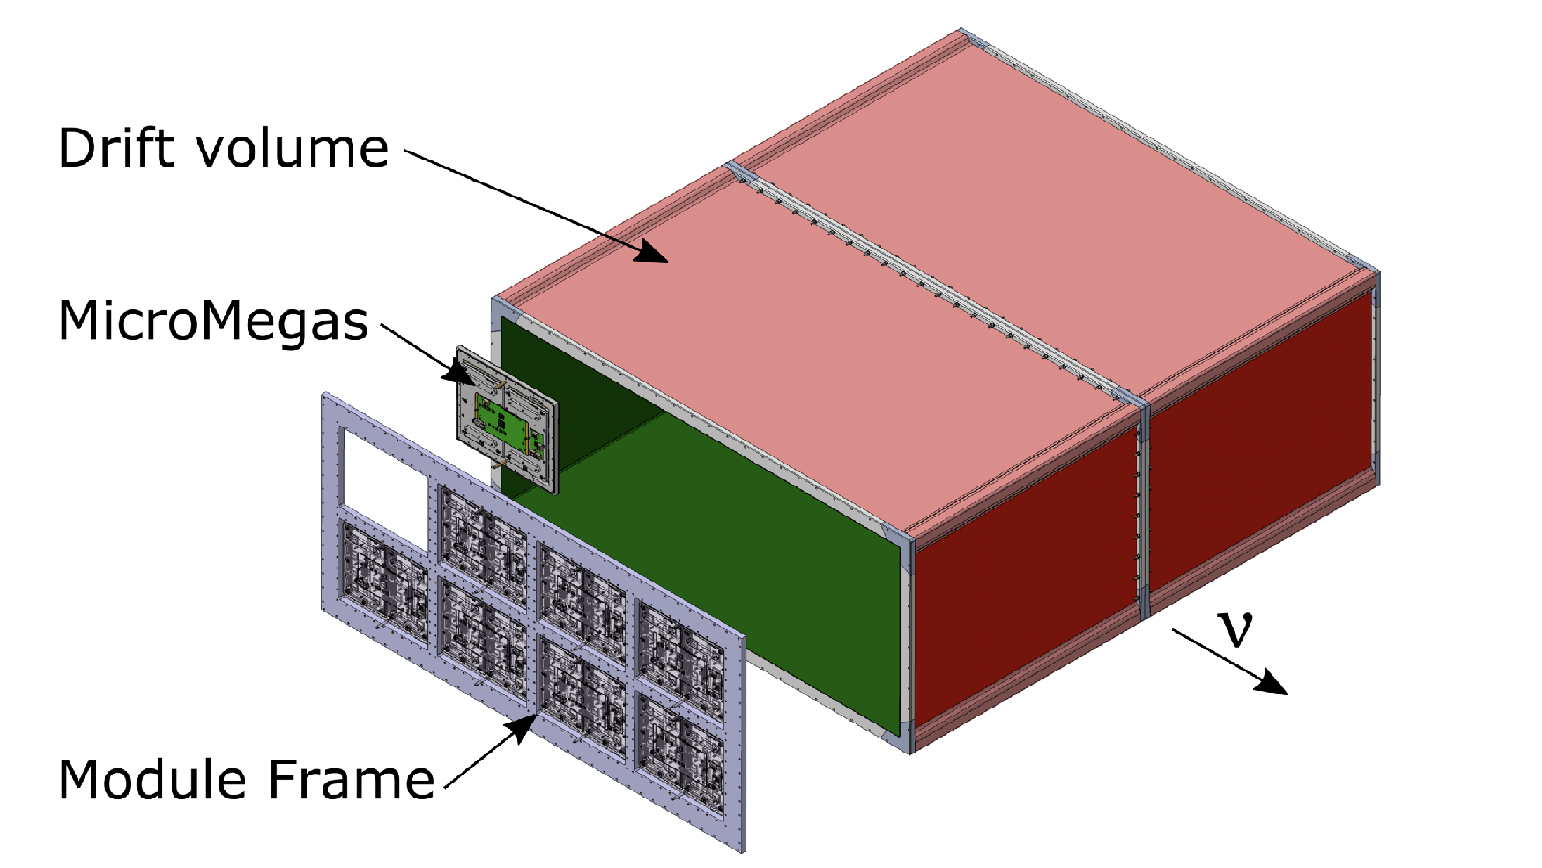 Drift volume
MicroMegas
ν
Module Frame